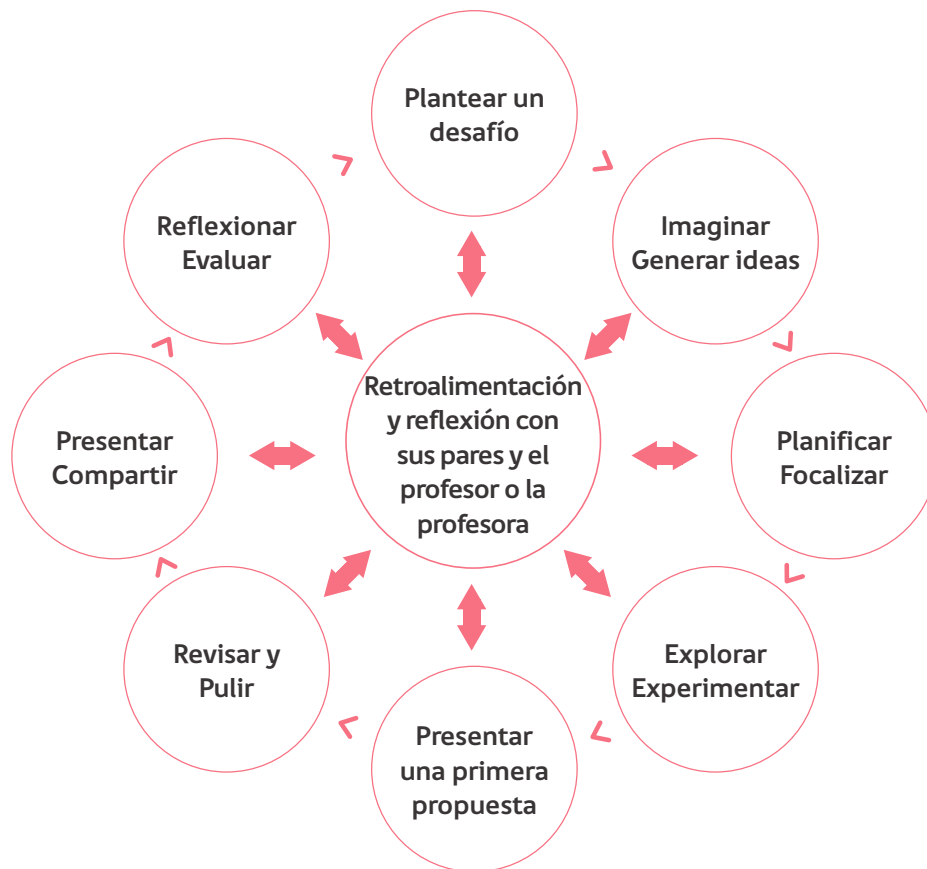 Plantear un
desafío
Imaginar
Generar ideas
Planificar
Focalizar
Explorar
Experimentar
Presentar
una primera
propuesta
Revisar y
Pulir
Presentar
Compartir
Reflexionar
Evaluar
Retroalimentación
y reflexión con
sus pares y el
profesor o la
profesora